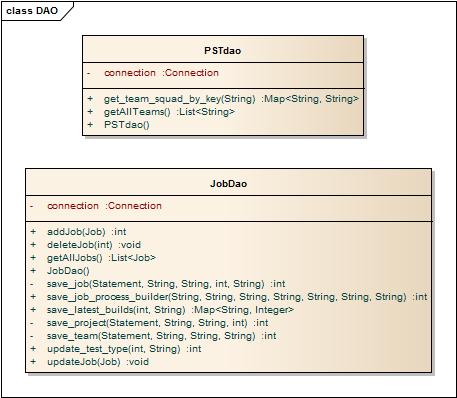 class DAO
PSTdao
- connection :Connection
+ get_team_squad_by_key(String) :Map<String, String>
+ getAllTeams() :List<String>
+ PSTdao()
JobDao
- connection :Connection
+ addJob(Job) :int
+ deleteJob(int) :void
+ getAllJobs() :List<Job>
+ JobDao()
- save_job(Statement, String, String, int, String) :int
+ save_job_process_builder(String, String, String, String, String, String, String) :int
+ save_latest_builds(int, String) :Map<String, Integer>
- save_project(Statement, String, String, int) :int
- save_team(Statement, String, String, String) :int
+ update_test_type(int, String) :int
+ updateJob(Job) :void